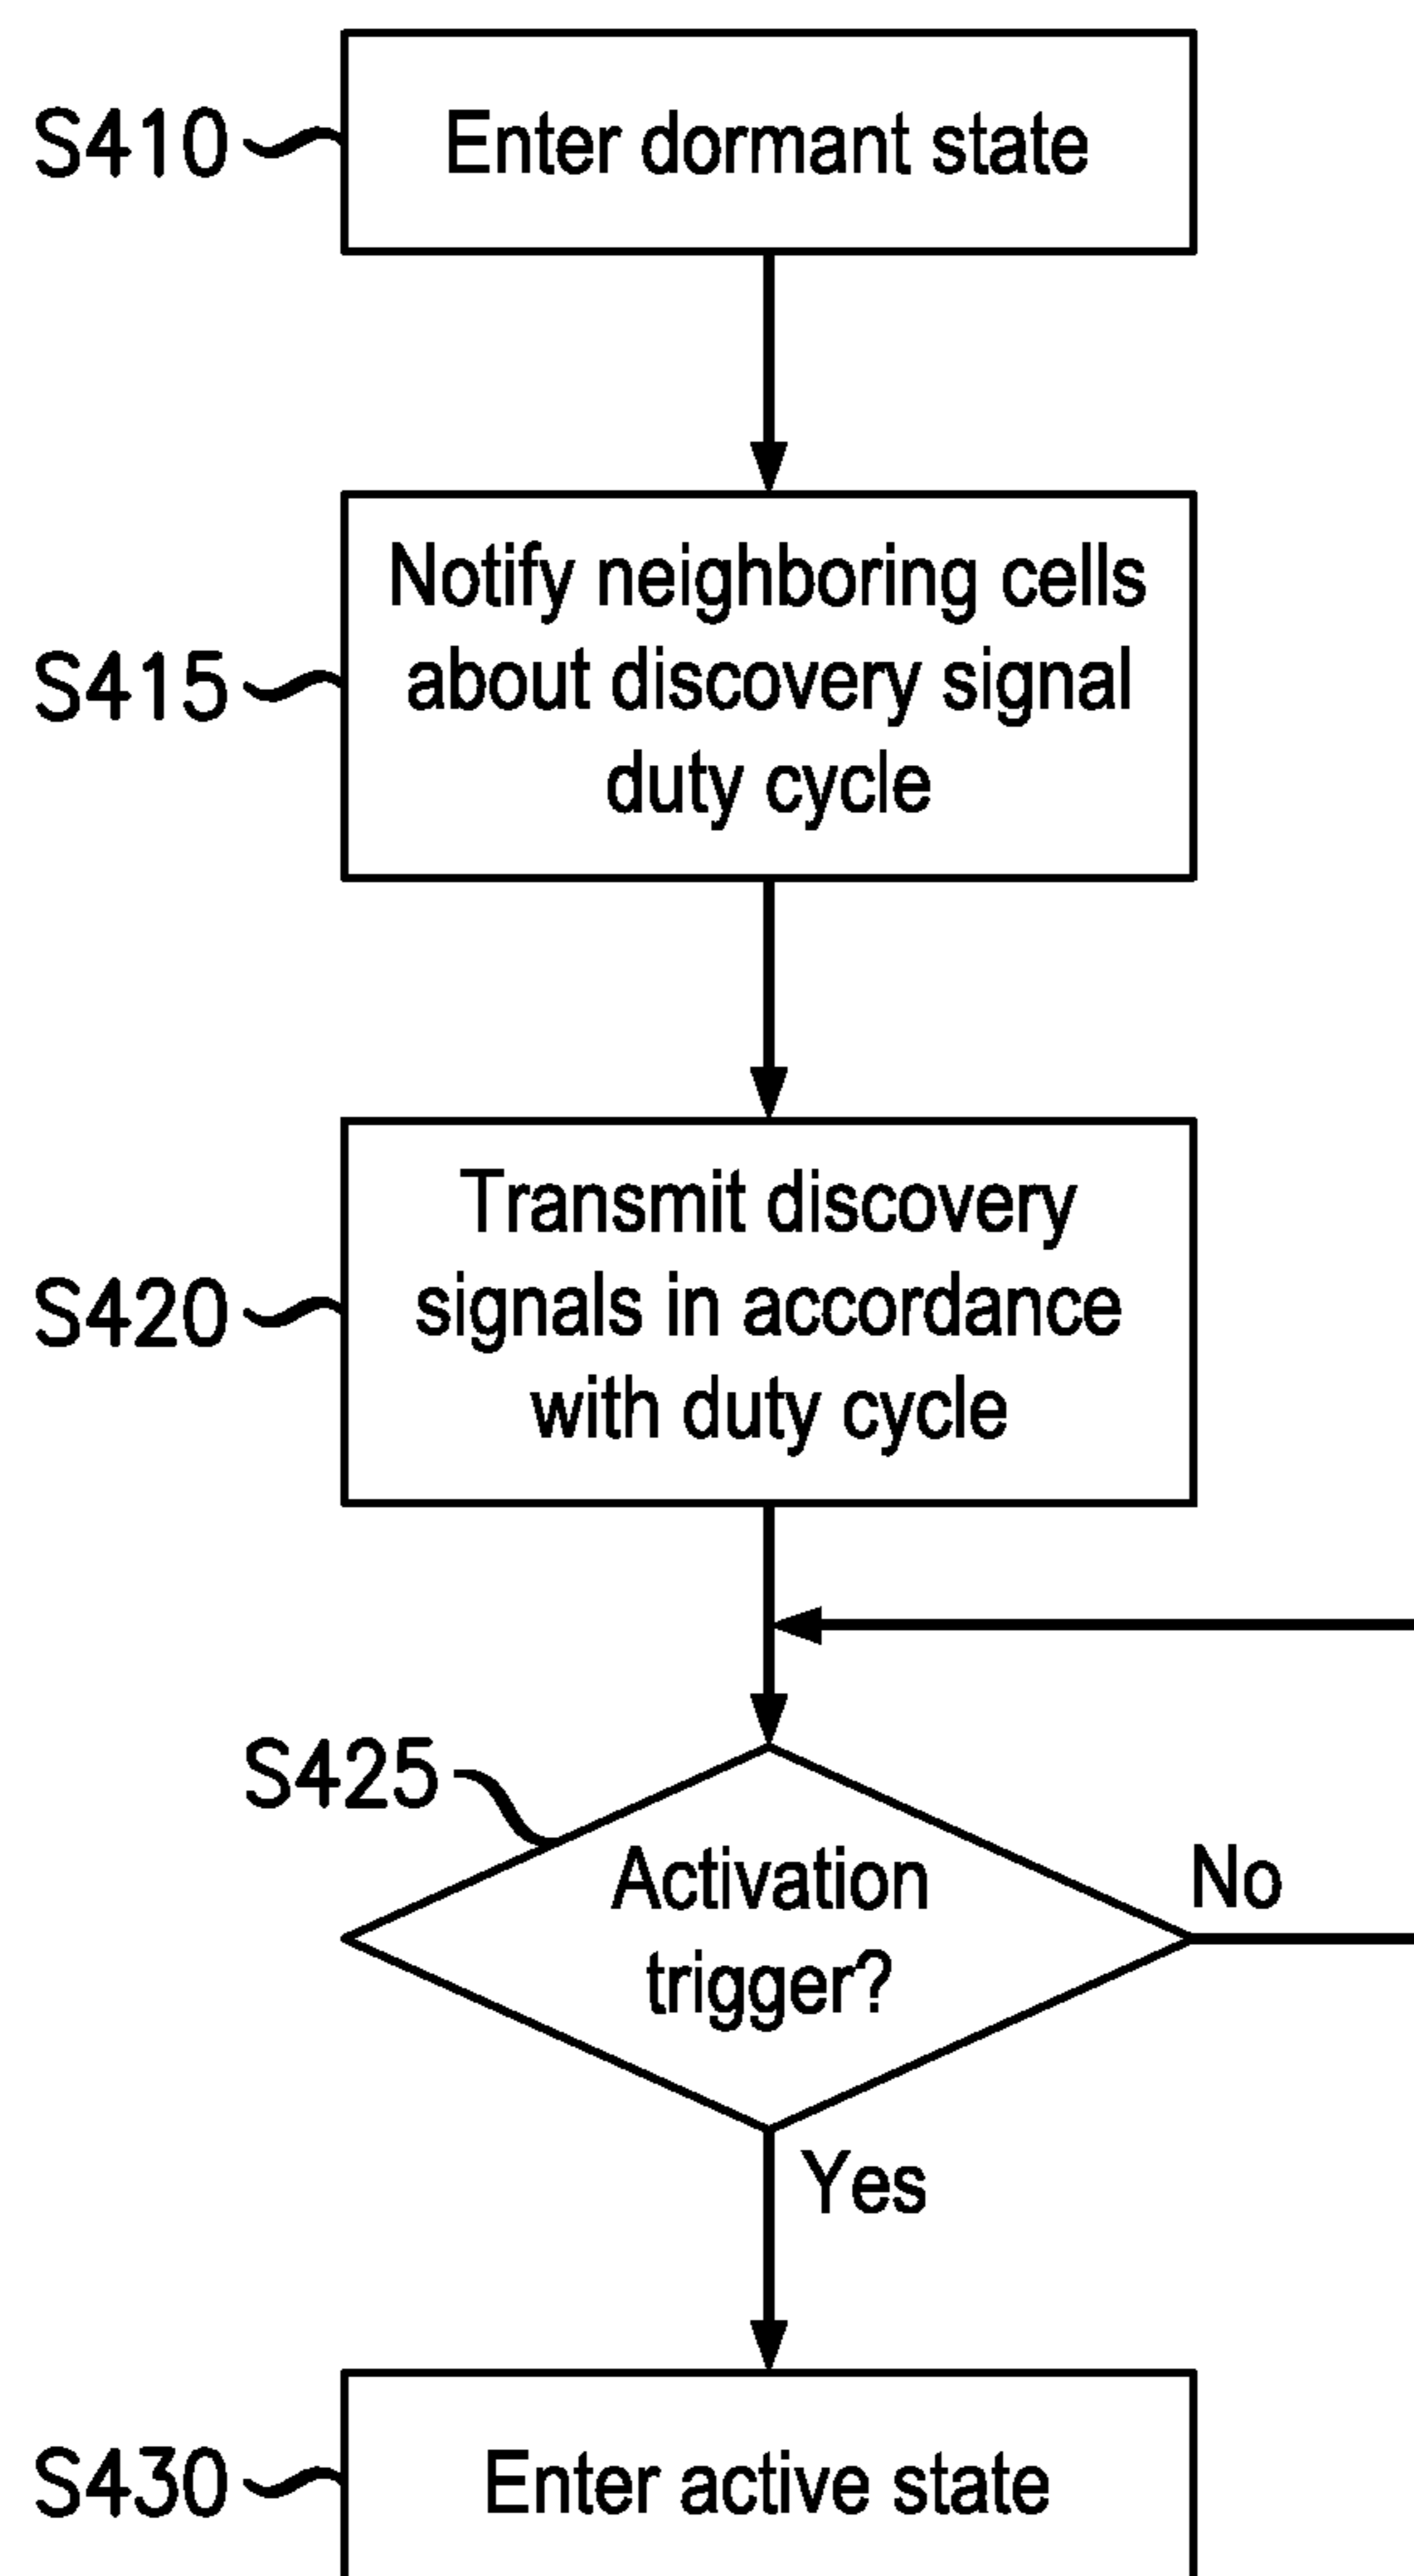 S410
Enter dormant state
S415
Notify neighboring cells
about discovery signal
duty cycle
S420
Transmit discovery
signals in accordance
with duty cycle
S425
Activation
trigger?
No
Yes
S430
Enter active state